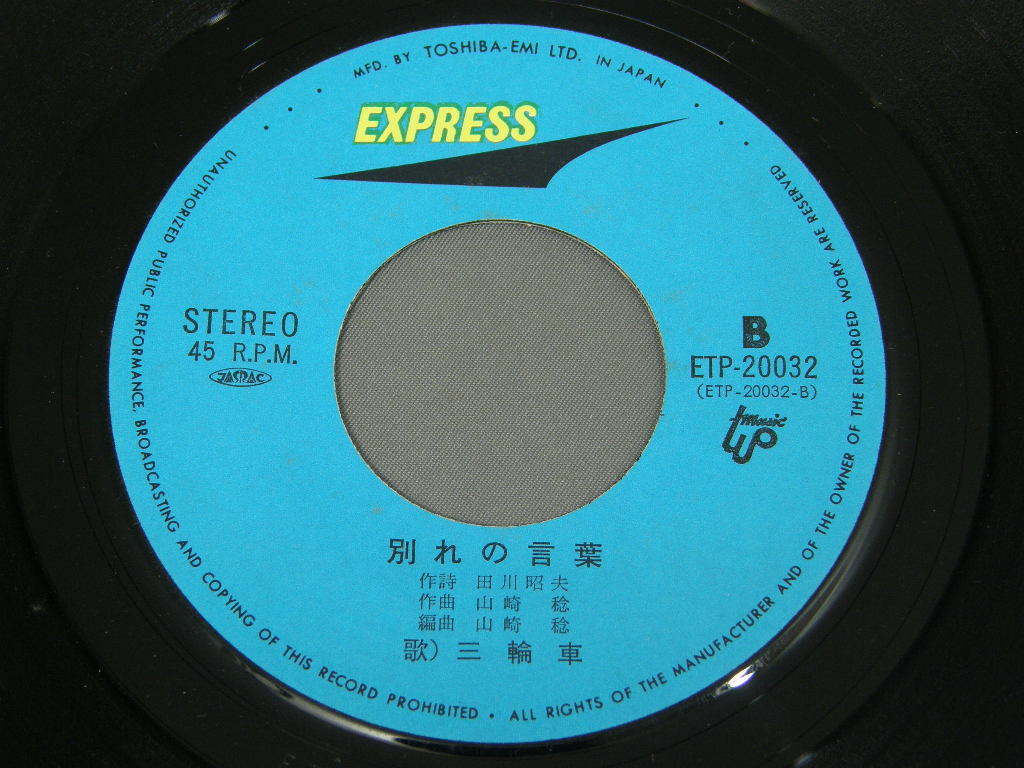 MFD. BY TOSHIBA-EMI LTD. IN JAPAN
EXPRESS
STEREO
45 R.P.M.
JASRAC
B
ETP-20032
(ETP-20032-B)
music
up
別れの言葉
作詩 田川昭夫
作曲 山崎 稔
編曲 山崎 稔
歌) 三輪車
UNAUTHORIZED PUBLIC PERFORMANCE, BROADCASTING AND COPYING OF THIS RECORD PROHIBITED • ALL RIGHTS OF THE MANUFACTURER AND OF THE OWNER OF THE RECORDED WORK ARE RESERVED